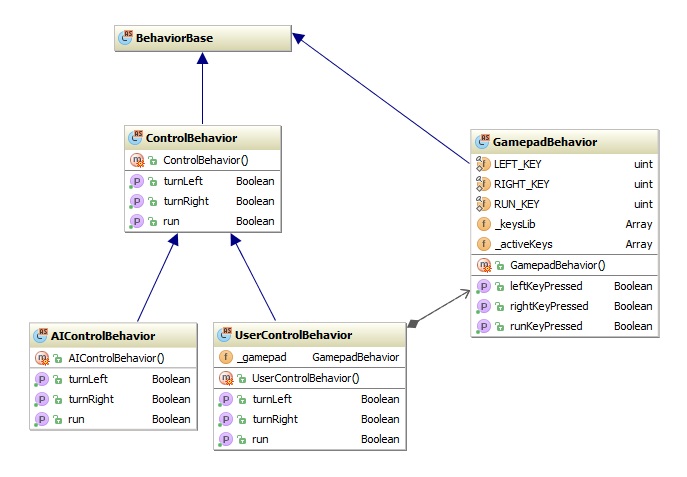 BehaviorBase
ControlBehavior
ControlBehavior()
turnLeft Boolean
turnRight Boolean
run Boolean
GamepadBehavior
LEFT_KEY uint
RIGHT_KEY uint
RUN_KEY uint
_keysLib Array
_activeKeys Array
GamepadBehavior()
leftKeyPressed Boolean
rightKeyPressed Boolean
runKeyPressed Boolean
AIControlBehavior
AIControlBehavior()
turnLeft Boolean
turnRight Boolean
run Boolean
UserControlBehavior
_gamepad GamepadBehavior
UserControlBehavior()
turnLeft Boolean
turnRight Boolean
run Boolean